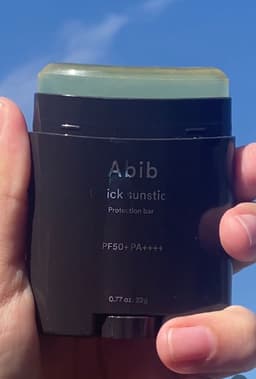 Abib
ick sunstic
Protection bar
PF50+ PA++++
0.77 oz. 22g